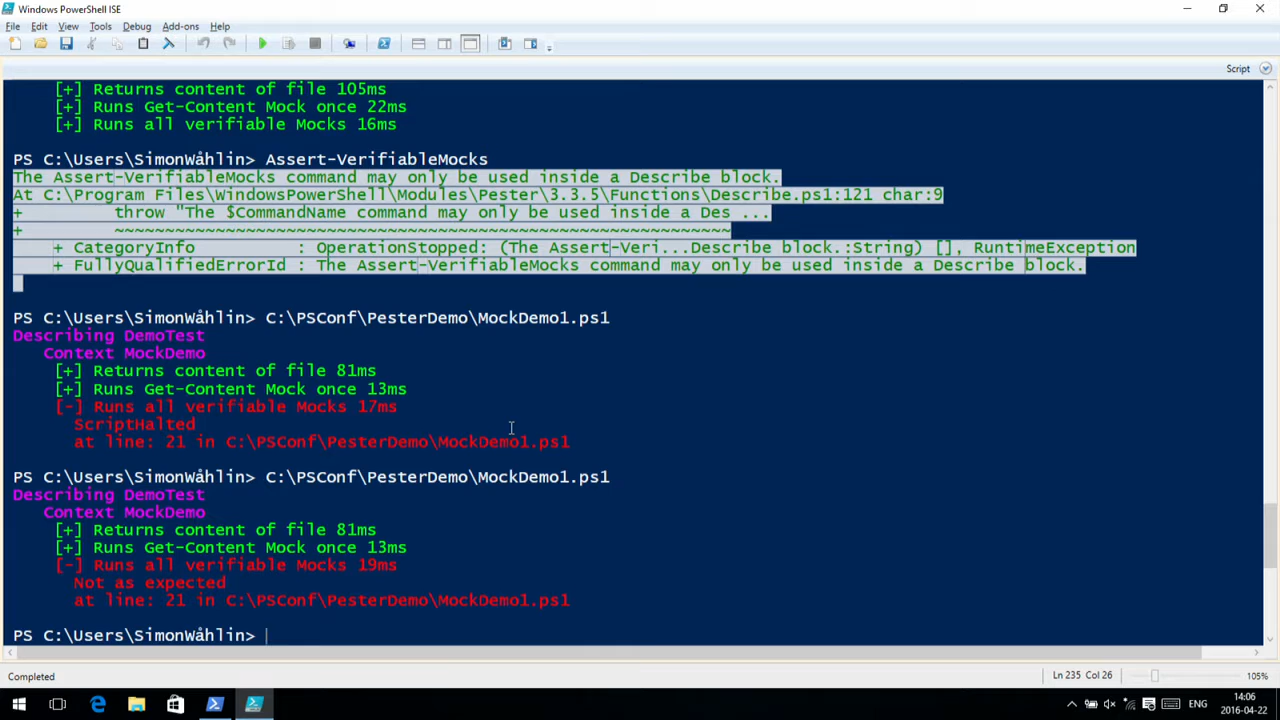 Windows PowerShell ISE
File Edit View Tools Debug Add-ons Help
Script
[+] Returns content of file 105ms
[+] Runs Get-Content Mock once 22ms
[+] Runs all verifiable Mocks 16ms
PS C:\Users\SimonWåhlin> Assert-VerifiableMocks
The Assert-VerifiableMocks command may only be used inside a Describe block.
At C:\Program Files\WindowsPowerShell\Modules\Pester\3.3.5\Functions\Describe.ps1:121 char:9
+         throw "The $CommandName command may only be used inside a Des ...
+         ~~~~~~~~~~~~~~~~~~~~~~~~~~~~~~~~~~~~~~~~~~~~~~~~~~~~~~~~~~~~~
+ CategoryInfo          : OperationStopped: (The Assert-Veri...Describe block.:String) [], RuntimeException
+ FullyQualifiedErrorId : The Assert-VerifiableMocks command may only be used inside a Describe block.
PS C:\Users\SimonWåhlin> C:\PSConf\PesterDemo\MockDemo1.ps1
Describing DemoTest
Context MockDemo
[+] Returns content of file 81ms
[+] Runs Get-Content Mock once 13ms
[-] Runs all verifiable Mocks 17ms
ScriptHalted
at line: 21 in C:\PSConf\PesterDemo\MockDemo1.ps1
PS C:\Users\SimonWåhlin> C:\PSConf\PesterDemo\MockDemo1.ps1
Describing DemoTest
Context MockDemo
[+] Returns content of file 81ms
[+] Runs Get-Content Mock once 13ms
[-] Runs all verifiable Mocks 19ms
Not as expected
at line: 21 in C:\PSConf\PesterDemo\MockDemo1.ps1
PS C:\Users\SimonWåhlin>
Completed
Ln 235 Col 26
105%
ENG
14:06
2016-04-22